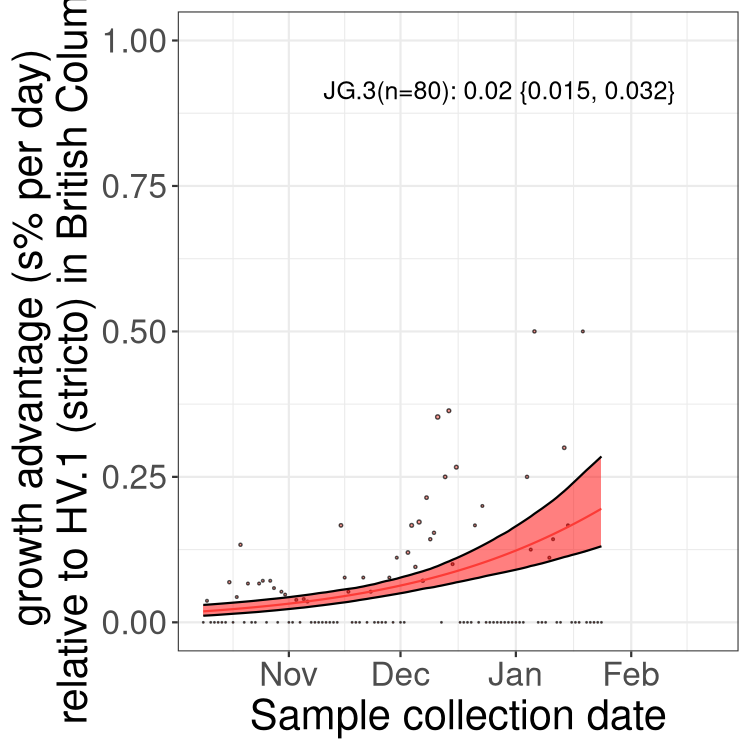 growth advantage (s% per day)
relative to HV.1 (stricto) in British Colum
1.00
0.75
0.50
0.25
0.00
JG.3(n=80): 0.02 {0.015, 0.032}
Nov Dec Jan Feb
Sample collection date